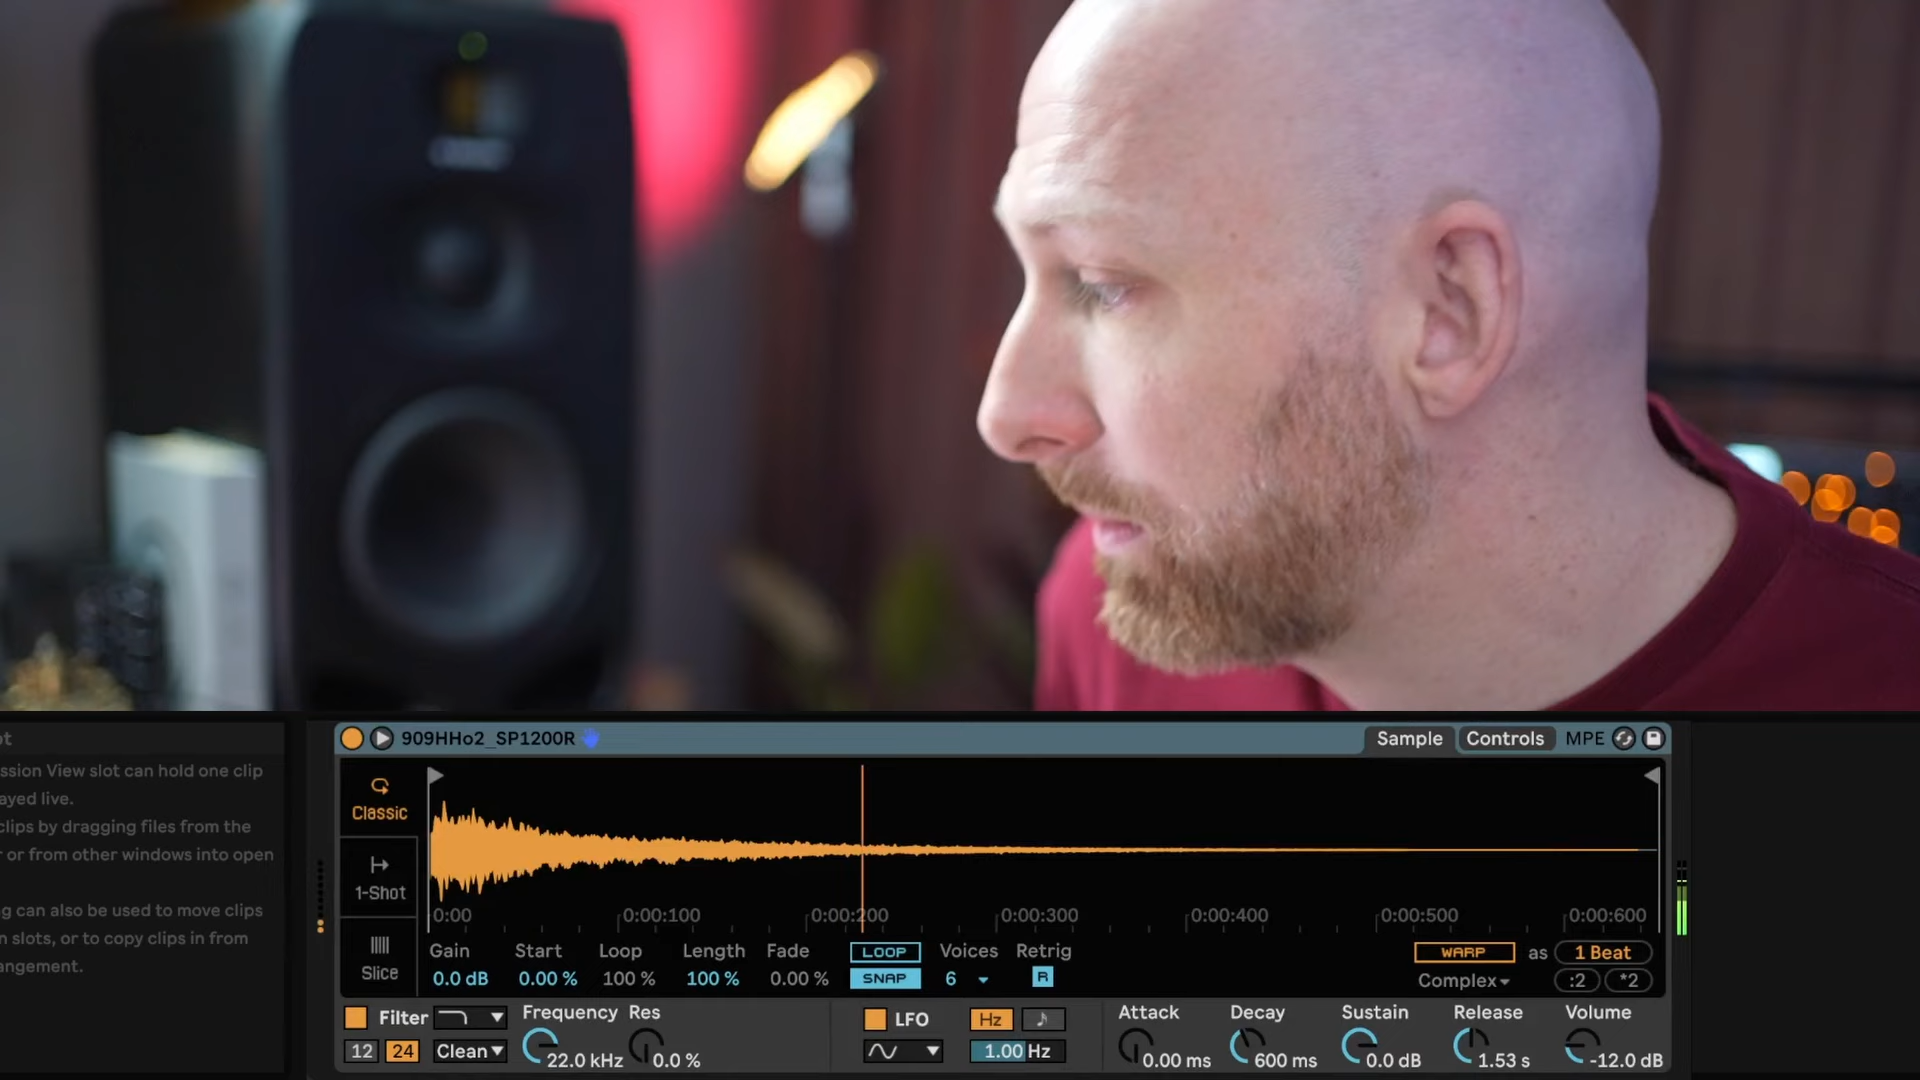 ot
ssion View slot can hold one clip
ayed live.
clips by dragging files from the
r or from other windows into open
g can also be used to move clips
n slots, or to copy clips in from
angement.
909HHo2_SP1200R
Sample Controls MPE
Classic
1-Shot
Slice
0:00 0:00:100 0:00:200 0:00:300 0:00:400 0:00:500 0:00:600
Gain Start Loop Length Fade LOOP Voices Retrig WARP as 1 Beat
0.0 dB 0.00 % 100 % 100 % 0.00 % SNAP 6 R Complex :2 *2
Filter Frequency Res LFO Hz Attack Decay Sustain Release Volume
12 24 Clean 22.0 kHz 0.0 % 1.00 Hz 0.00 ms 600 ms 0.0 dB 1.53 s -12.0 dB